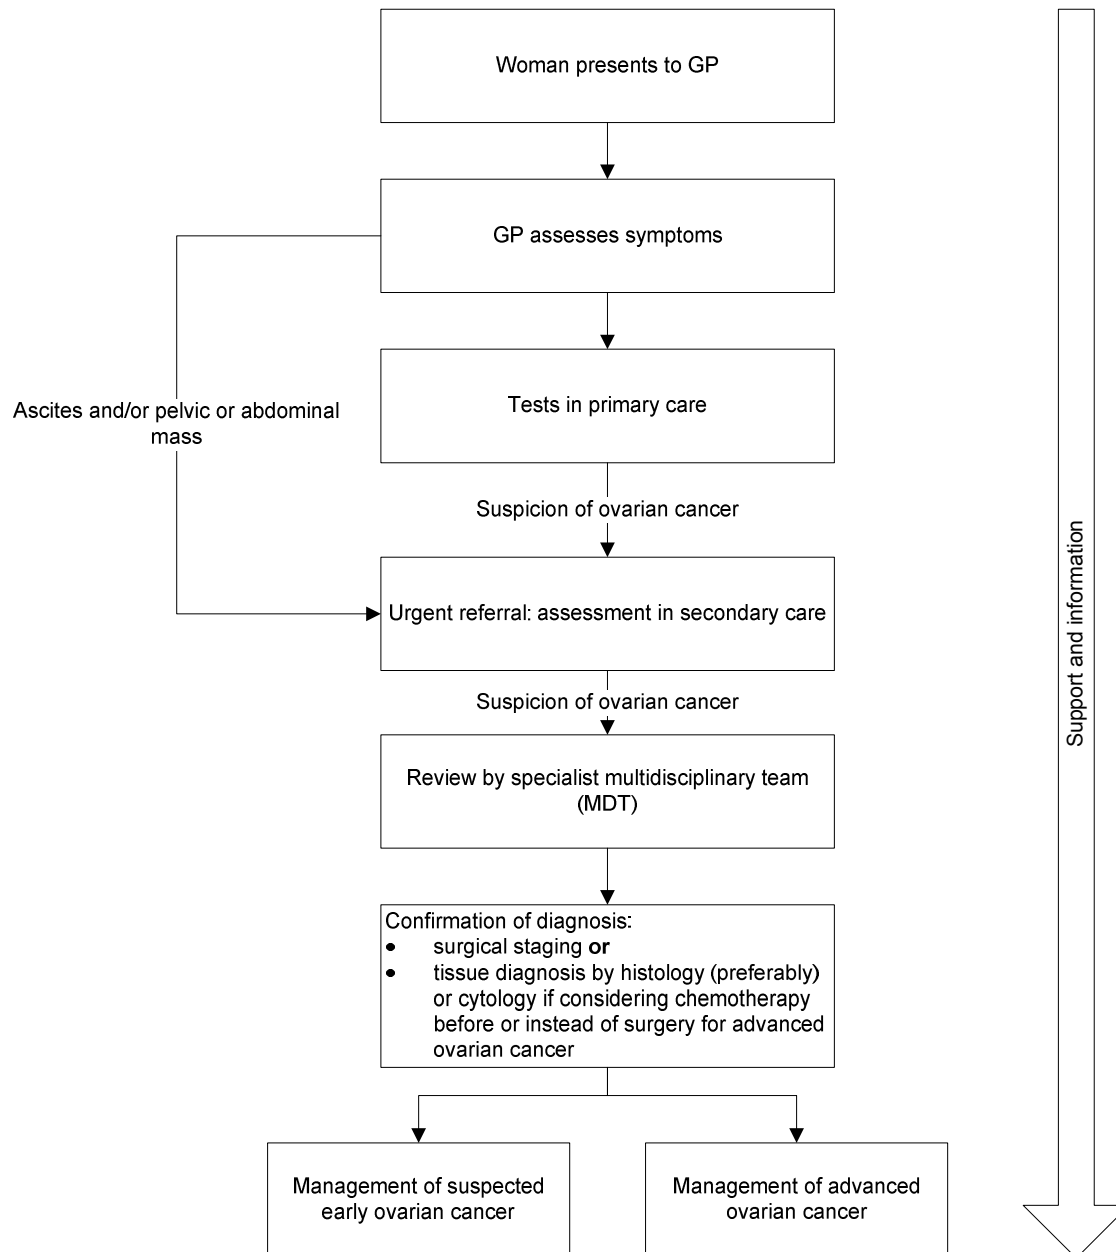 Woman presents to GP
GP assesses symptoms
Tests in primary care
Ascites and/or pelvic or abdominal
mass
Suspicion of ovarian cancer
Urgent referral: assessment in secondary care
Suspicion of ovarian cancer
Review by specialist multidisciplinary team
(MDT)
Confirmation of diagnosis:
• surgical staging or
• tissue diagnosis by histology (preferably)
or cytology if considering chemotherapy
before or instead of surgery for advanced
ovarian cancer
Management of suspected
early ovarian cancer
Management of advanced
ovarian cancer
Support and information